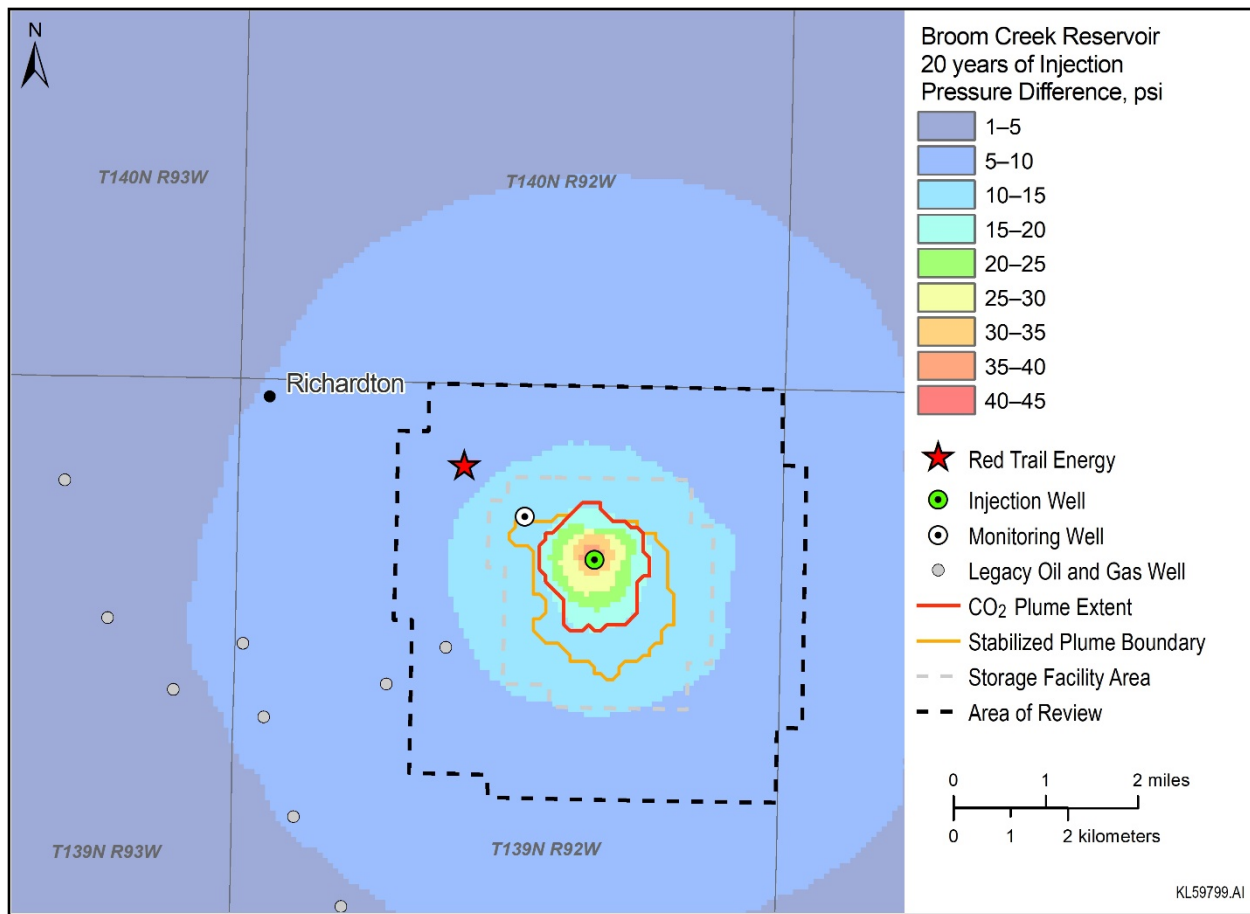 N
T140N R93W
T140N R92W
Richardton
T139N R93W
T139N R92W
Broom Creek Reservoir
20 years of Injection
Pressure Difference, psi
1–5
5–10
10–15
15–20
20–25
25–30
30–35
35–40
40–45
Red Trail Energy
Injection Well
Monitoring Well
Legacy Oil and Gas Well
CO₂ Plume Extent
Stabilized Plume Boundary
Storage Facility Area
Area of Review
0 1 2 miles
0 1 2 kilometers
KL59799.AI